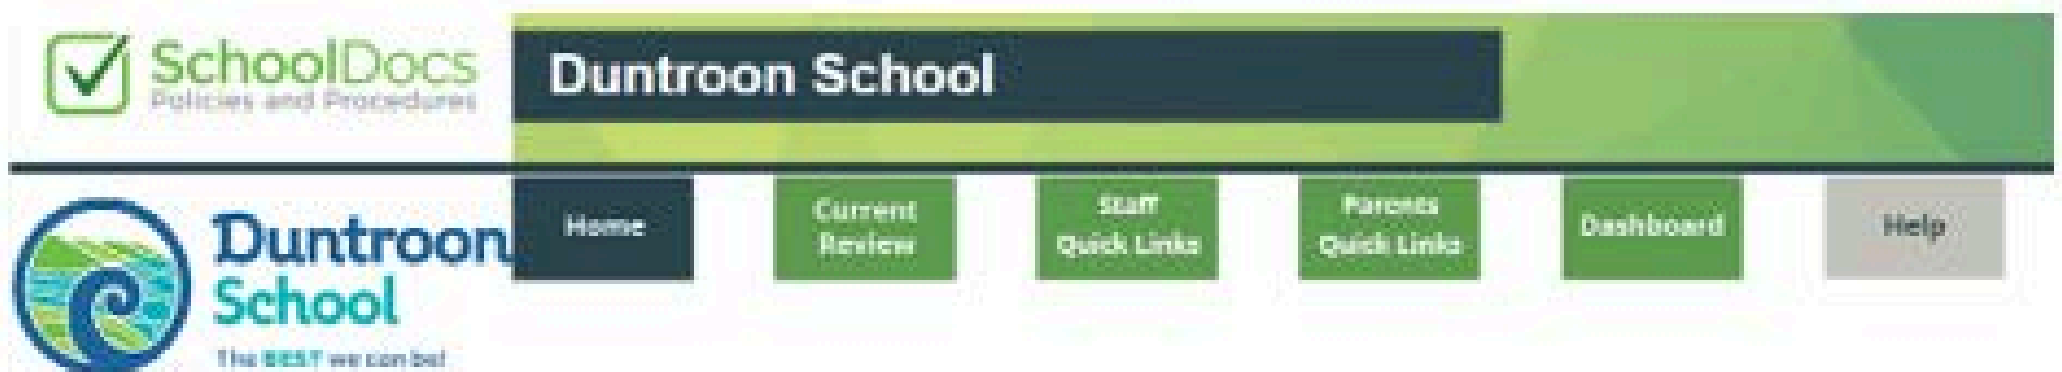 SchoolDocs
Policies and Procedures
Duntroon School
Duntroon
School
The BEST we can be!
Home
Current
Review
Staff
Quick Links
Parents
Quick Links
Dashboard
Help